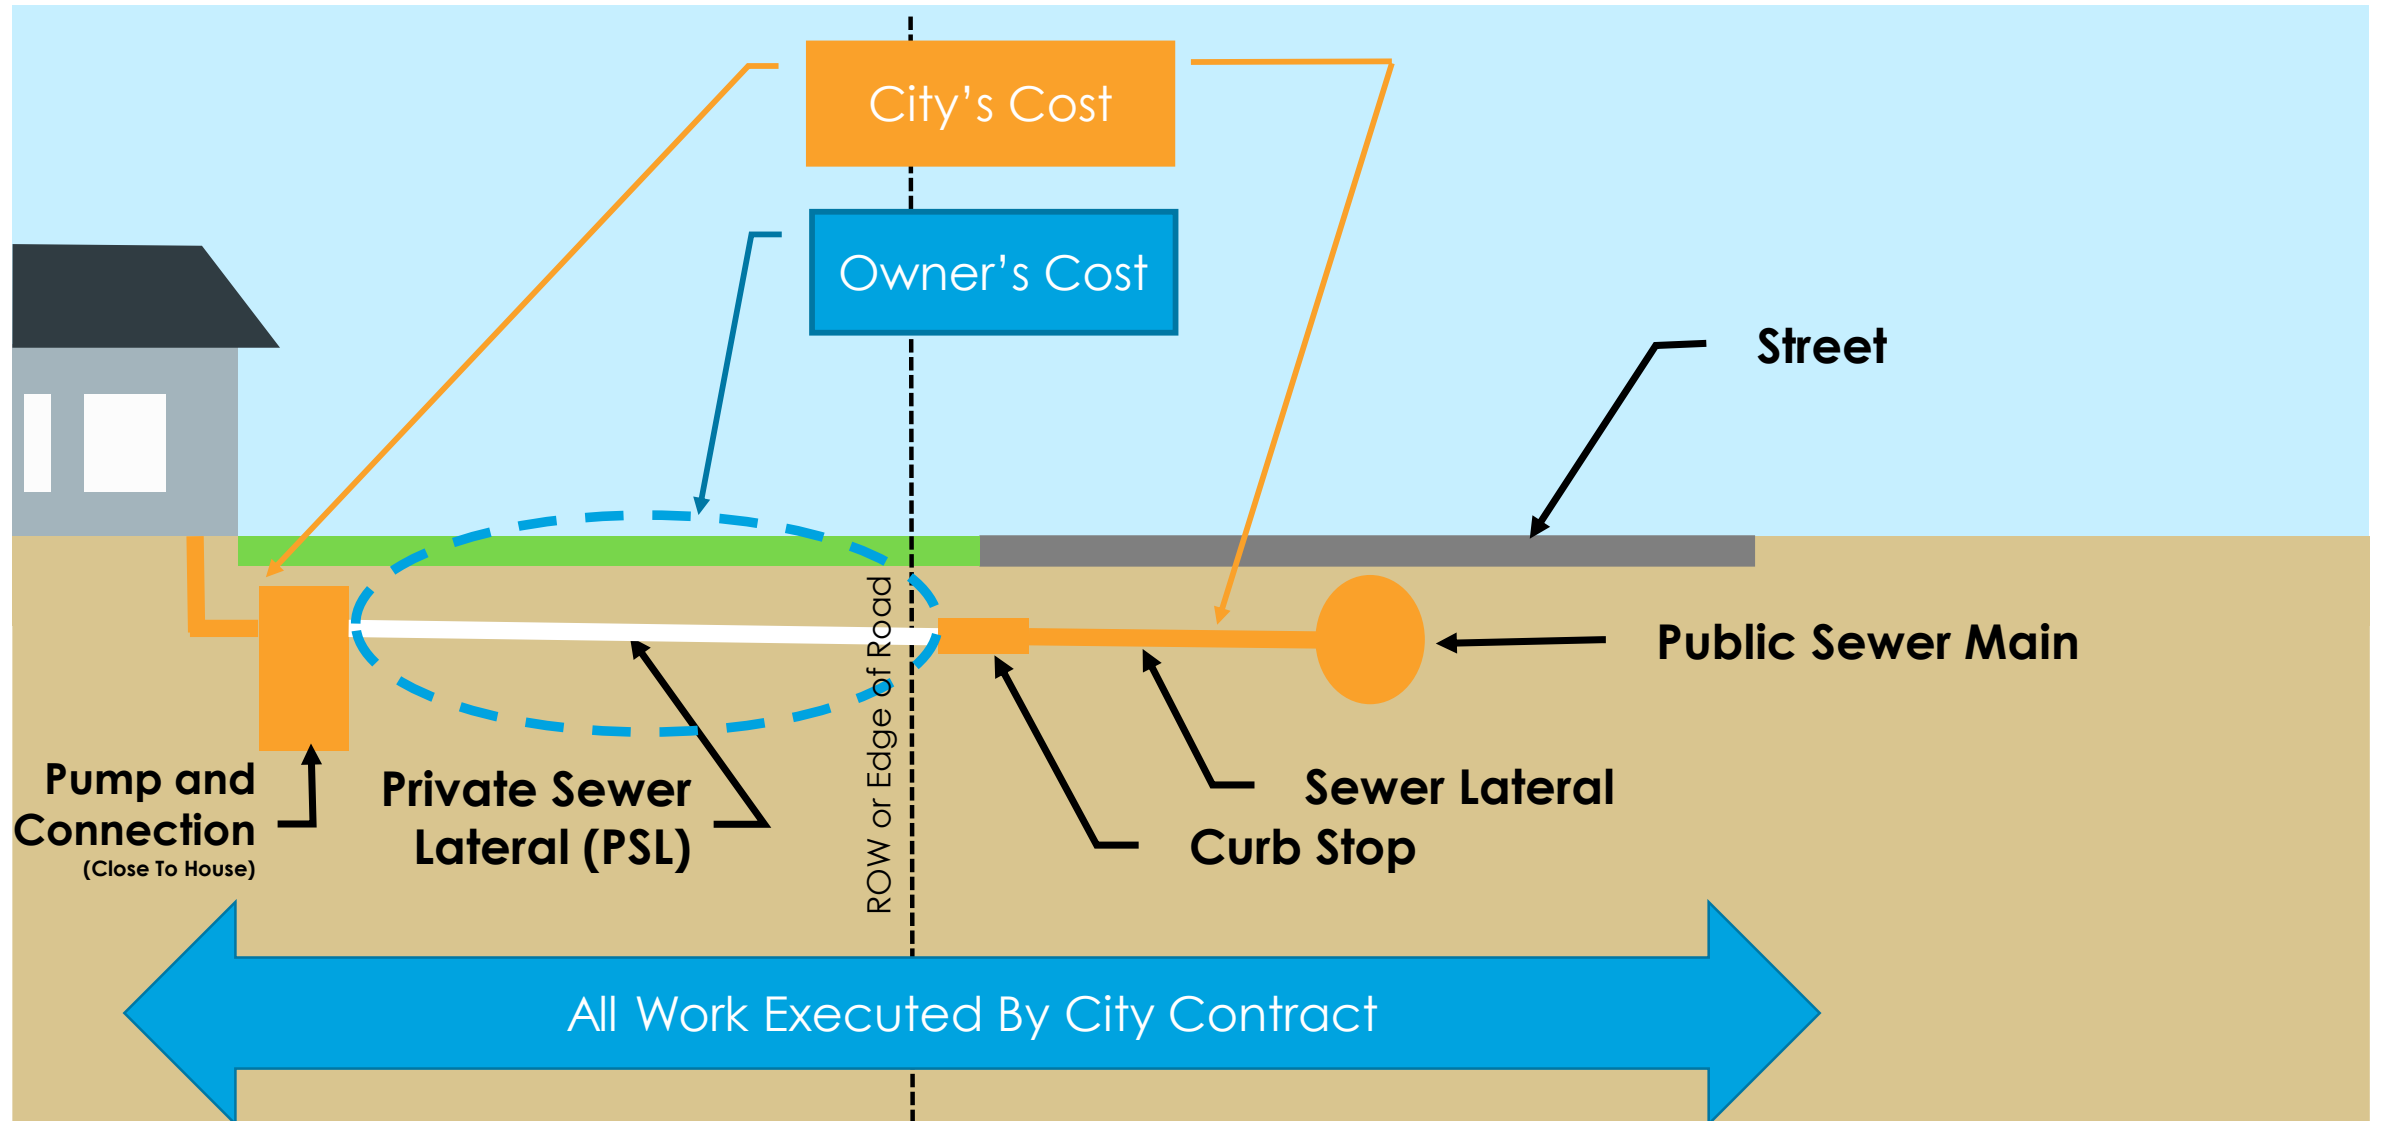 City's Cost
Owner's Cost
Street
Public Sewer Main
Pump and
Connection
(Close To House)
Private Sewer
Lateral (PSL)
ROW or Edge of Road
Sewer Lateral
Curb Stop
All Work Executed By City Contract